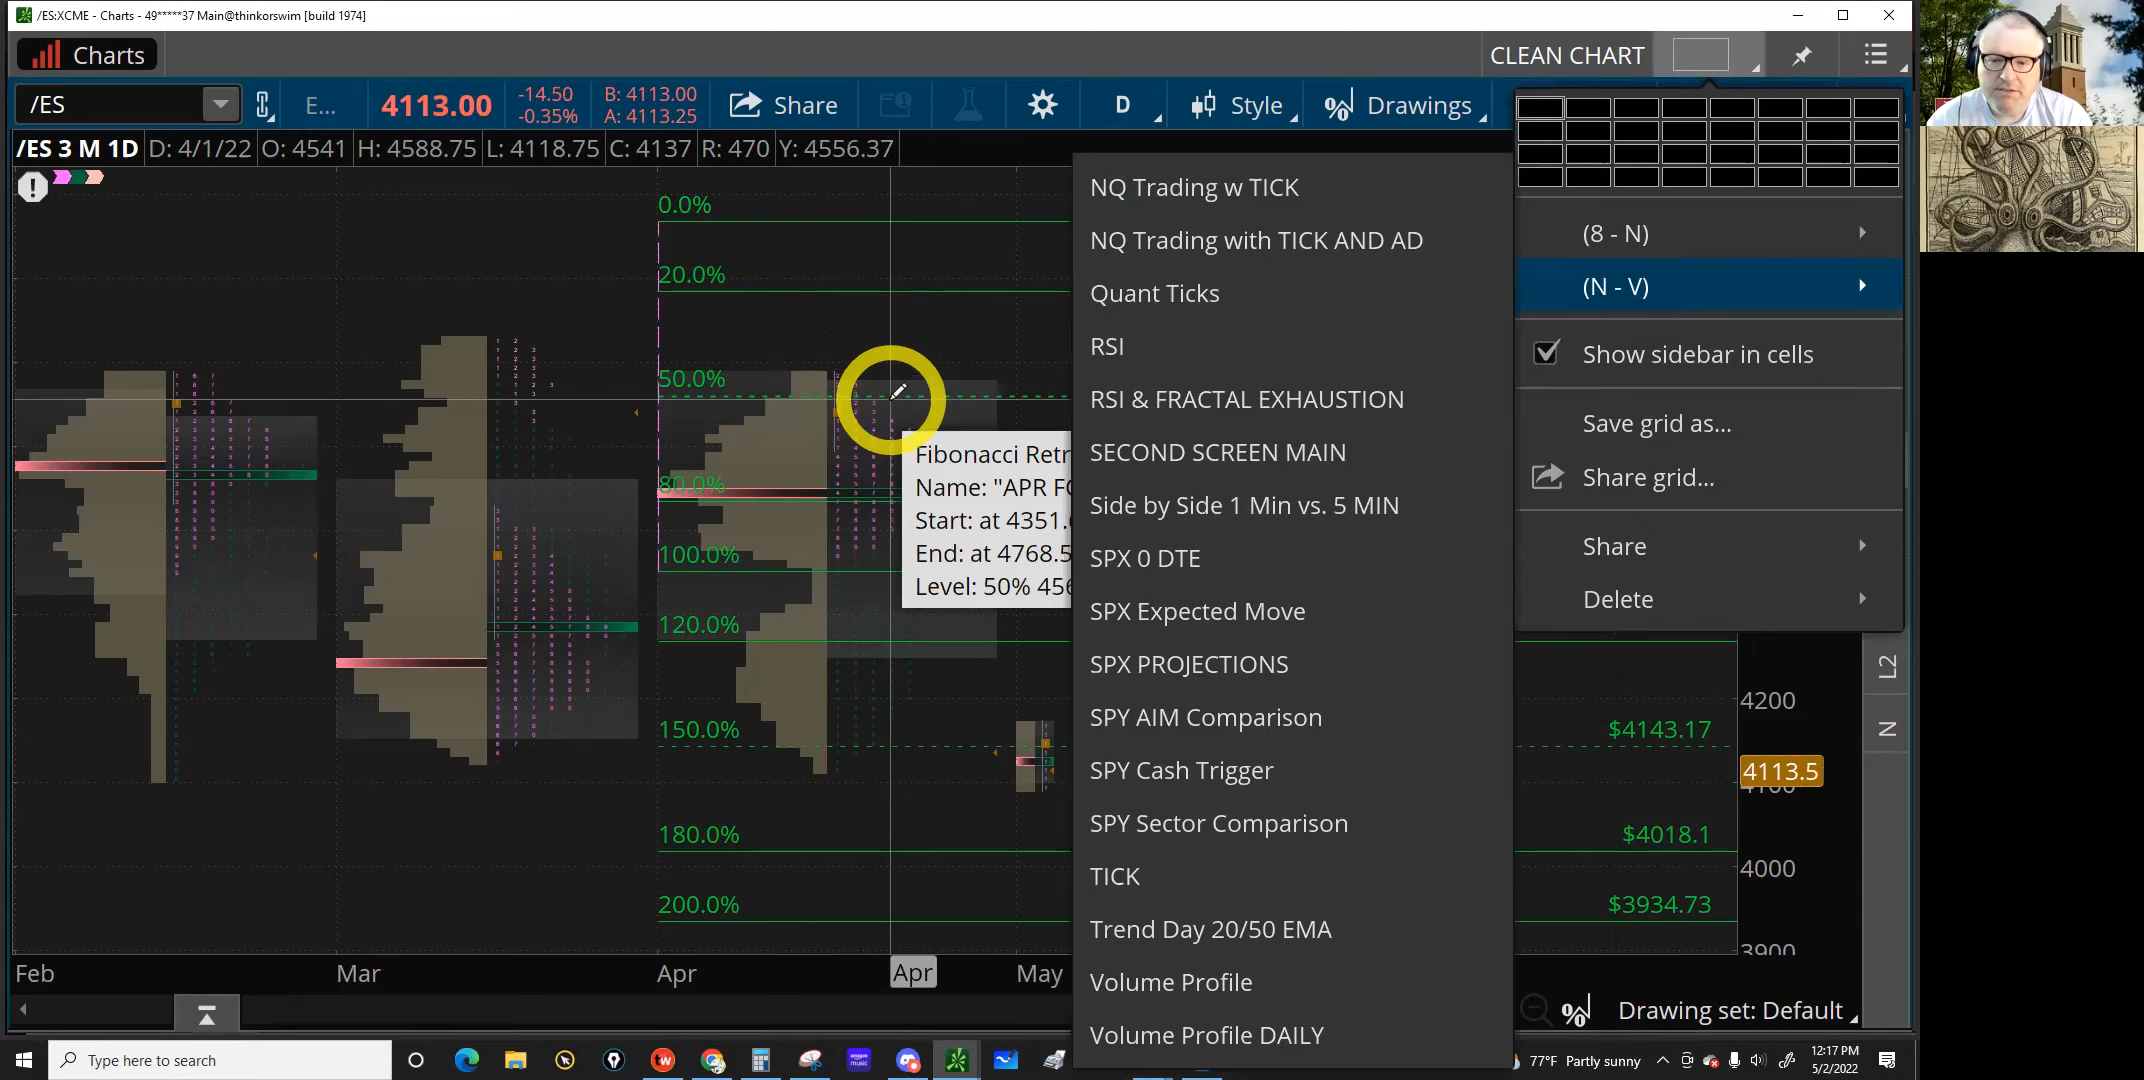 /ES:XCME - Charts - 49*****37 Main@thinkorswim [build 1974]
Charts
CLEAN CHART
/ES
E...
4113.00
-14.50
-0.35%
B: 4113.00
A: 4113.25
Share
D
Style
Drawings
/ES 3 M 1D
D: 4/1/22
O: 4541
H: 4588.75
L: 4118.75
C: 4137
R: 470
Y: 4556.37
0.0%
20.0%
50.0%
80.0%
100.0%
120.0%
150.0%
180.0%
200.0%
Fibonacci Retr
Name: "APR FO
Start: at 4351.
End: at 4768.5
Level: 50% 456
NQ Trading w TICK
NQ Trading with TICK AND AD
Quant Ticks
RSI
RSI & FRACTAL EXHAUSTION
SECOND SCREEN MAIN
Side by Side 1 Min vs. 5 MIN
SPX 0 DTE
SPX Expected Move
SPX PROJECTIONS
SPY AIM Comparison
SPY Cash Trigger
SPY Sector Comparison
TICK
Trend Day 20/50 EMA
Volume Profile
Volume Profile DAILY
(8 - N)
(N - V)
Show sidebar in cells
Save grid as...
Share grid...
Share
Delete
L2
N
4200
$4143.17
4113.5
4100
$4018.1
4000
$3934.73
3900
Feb
Mar
Apr
Apr
May
Drawing set: Default
Type here to search
77°F Partly sunny
12:17 PM
5/2/2022